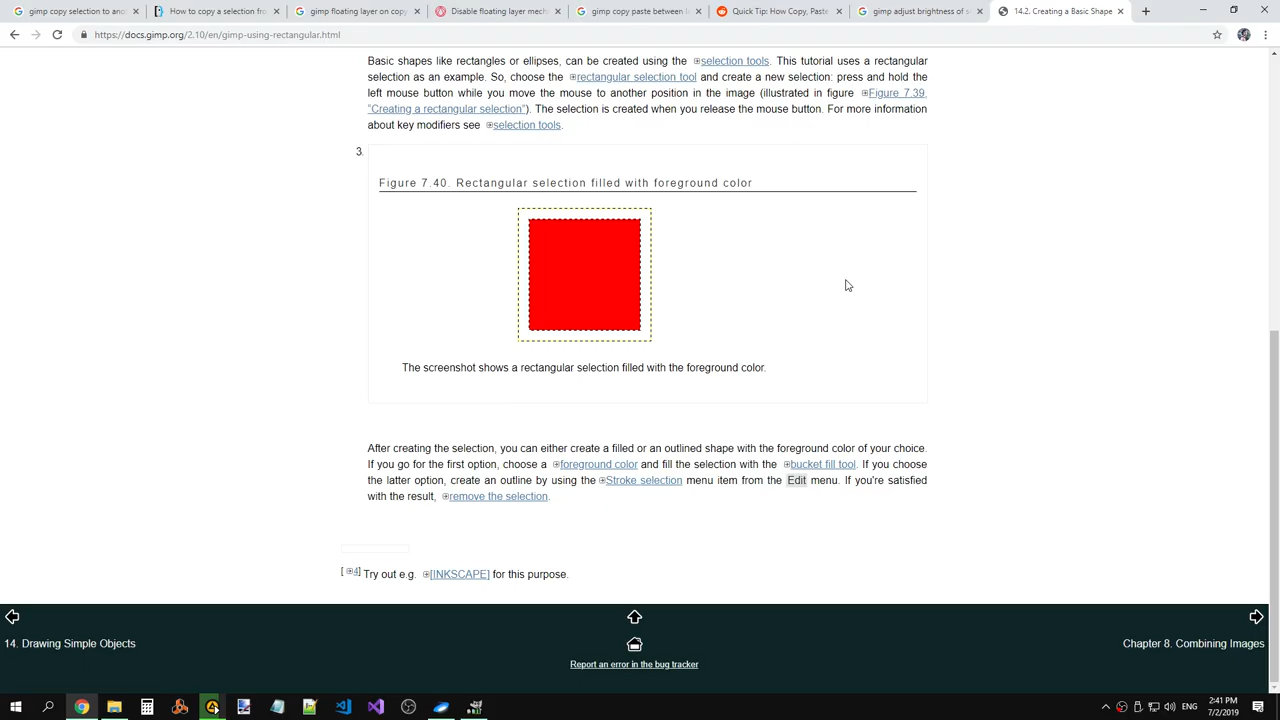 gimp copy selection to ano
How to copy a selection fro
gimp floating layer on copy
Disable floating layer mech
gimp copy paste between l
Quick Tip: How Copy, Paste
gimp adjust brightness of s
14.2. Creating a Basic Shape
https://docs.gimp.org/2.10/en/gimp-using-rectangular.html
Basic shapes like rectangles or ellipses, can be created using the selection tools. This tutorial uses a rectangular
selection as an example. So, choose the rectangular selection tool and create a new selection: press and hold the
left mouse button while you move the mouse to another position in the image (illustrated in figure Figure 7.39,
“Creating a rectangular selection”). The selection is created when you release the mouse button. For more information
about key modifiers see selection tools.
3.
Figure 7.40. Rectangular selection filled with foreground color
The screenshot shows a rectangular selection filled with the foreground color.
After creating the selection, you can either create a filled or an outlined shape with the foreground color of your choice.
If you go for the first option, choose a foreground color and fill the selection with the bucket fill tool. If you choose
the latter option, create an outline by using the Stroke selection menu item from the Edit menu. If you're satisfied
with the result, remove the selection.
[ 4] Try out e.g. [INKSCAPE] for this purpose.
14. Drawing Simple Objects
Chapter 8. Combining Images
Report an error in the bug tracker
ENG
2:41 PM
7/2/2019